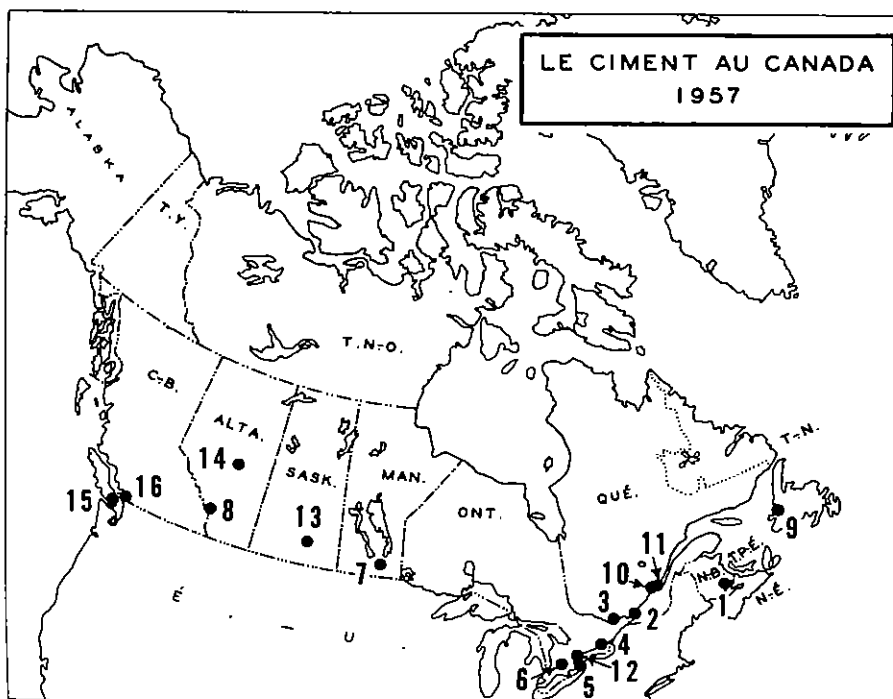 LE CIMENT AU CANADA
1957
ALASKA
T.Y.
T.N.-O.
C.-B.
ALTA.
SASK.
MAN.
ONT.
QUÉ.
T.-N.
N.-B.
T.P.-É.
N.-É.
É
-U
14
15
16
8
13
7
9
10
11
1
3
2
4
12
6
5